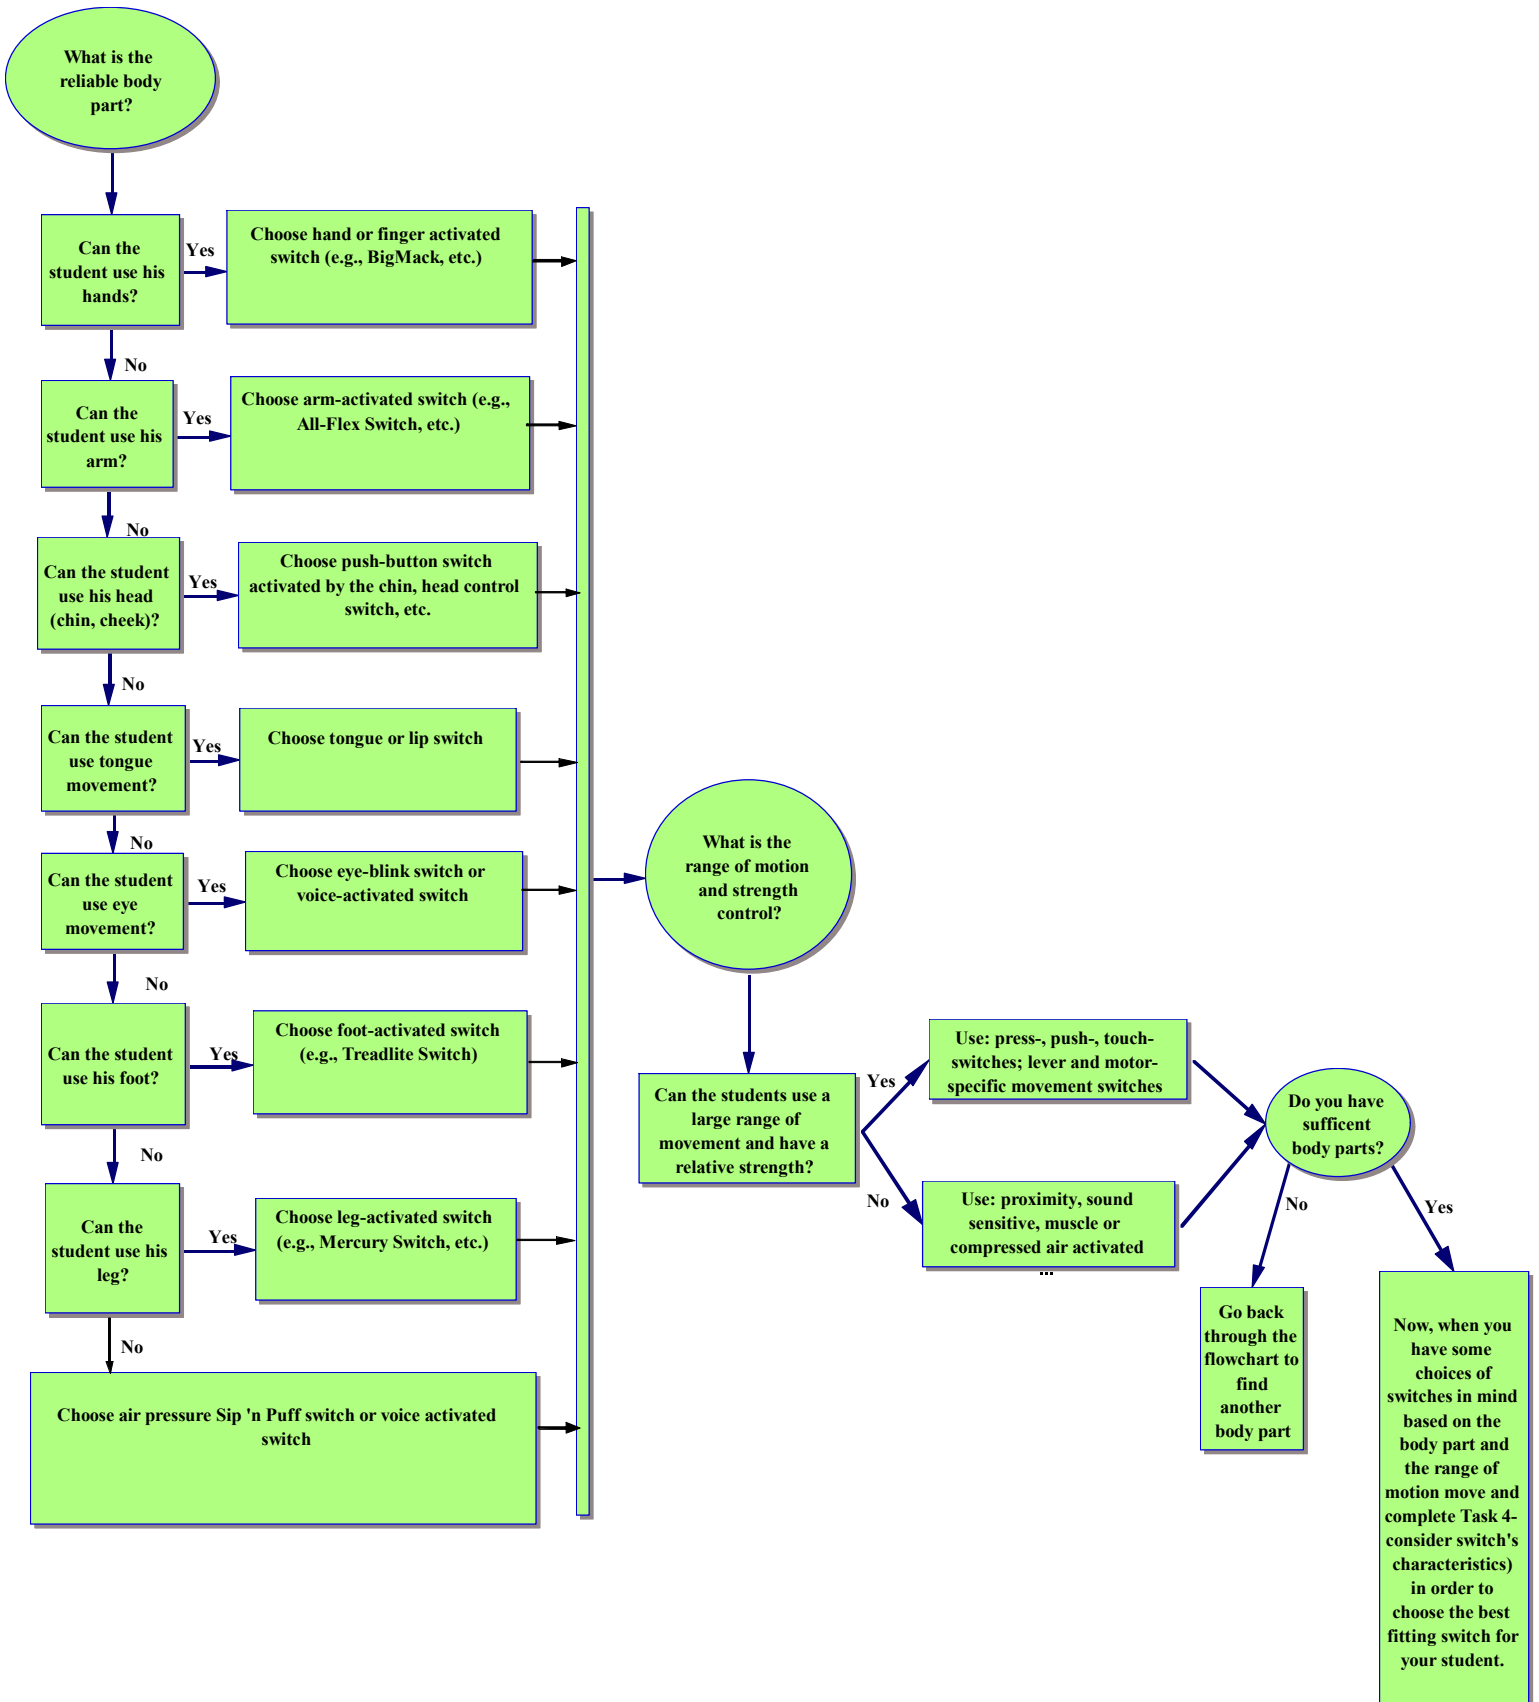 What is the
reliable body
part?
Can the
student use his
hands?
Yes
Choose hand or finger activated
switch (e.g., BigMack, etc.)
No
Can the
student use his
arm?
Yes
Choose arm-activated switch (e.g.,
All-Flex Switch, etc.)
No
Can the student
use his head
(chin, cheek)?
Yes
Choose push-button switch
activated by the chin, head control
switch, etc.
No
Can the student
use tongue
movement?
Yes
Choose tongue or lip switch
No
Can the student
use eye
movement?
Yes
Choose eye-blink switch or
voice-activated switch
No
Can the student
use his foot?
Yes
Choose foot-activated switch
(e.g., Treadlite Switch)
No
Can the
student use his
leg?
Yes
Choose leg-activated switch
(e.g., Mercury Switch, etc.)
No
Choose air pressure Sip 'n Puff switch or voice activated
switch
What is the
range of motion
and strength
control?
Can the students use a
large range of
movement and have a
relative strength?
Yes
Use: press-, push-, touch-
switches; lever and motor-
specific movement switches
No
Use: proximity, sound
sensitive, muscle or
compressed air activated
...
Do you have
sufficent
body parts?
No
Go back
through the
flowchart to
find
another
body part
Yes
Now, when you
have some
choices of
switches in mind
based on the
body part and
the range of
motion move and
complete Task 4-
consider switch's
characteristics)
in order to
choose the best
fitting switch for
your student.